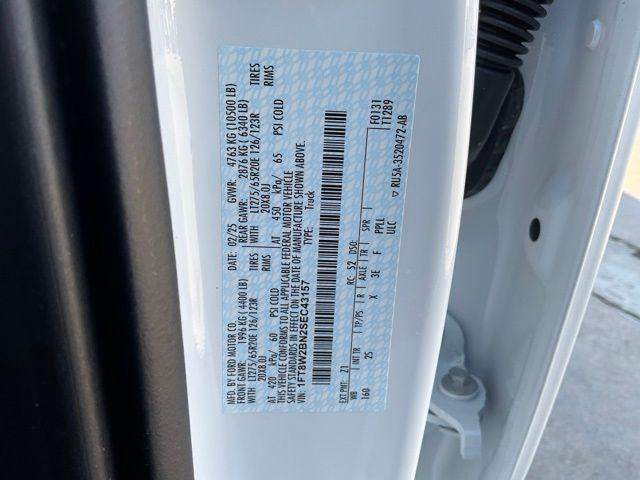 MFD. BY FORD MOTOR CO.
DATE: 02/25 GVWR: 4763 KG (10500 LB)
FRONT GAWR: 1996 KG (4400 LB) REAR GAWR: 2876 KG (6340 LB)
LT275/65R20E 126/123R TIRES WITH LT275/65R20E 126/123R TIRES
20X8.0J RIMS 20X8.0J RIMS
AT 420 kPa/ 60 PSI COLD AT 450 kPa/ 65 PSI COLD
THIS VEHICLE CONFORMS TO ALL APPLICABLE FEDERAL MOTOR VEHICLE
SAFETY STANDARDS IN EFFECT ON THE DATE OF MANUFACTURE SHOWN ABOVE.
VIN: 1FT8W2BN2SEC43157 TYPE: Truck
EXT PNT: Z1 RC: 52 DSO: F0131
WB INT TR TP/PS R AXLE TR SPR T1289
160 2S X 3E F PPLL
ULC ▽ RU5A-3520472-AB